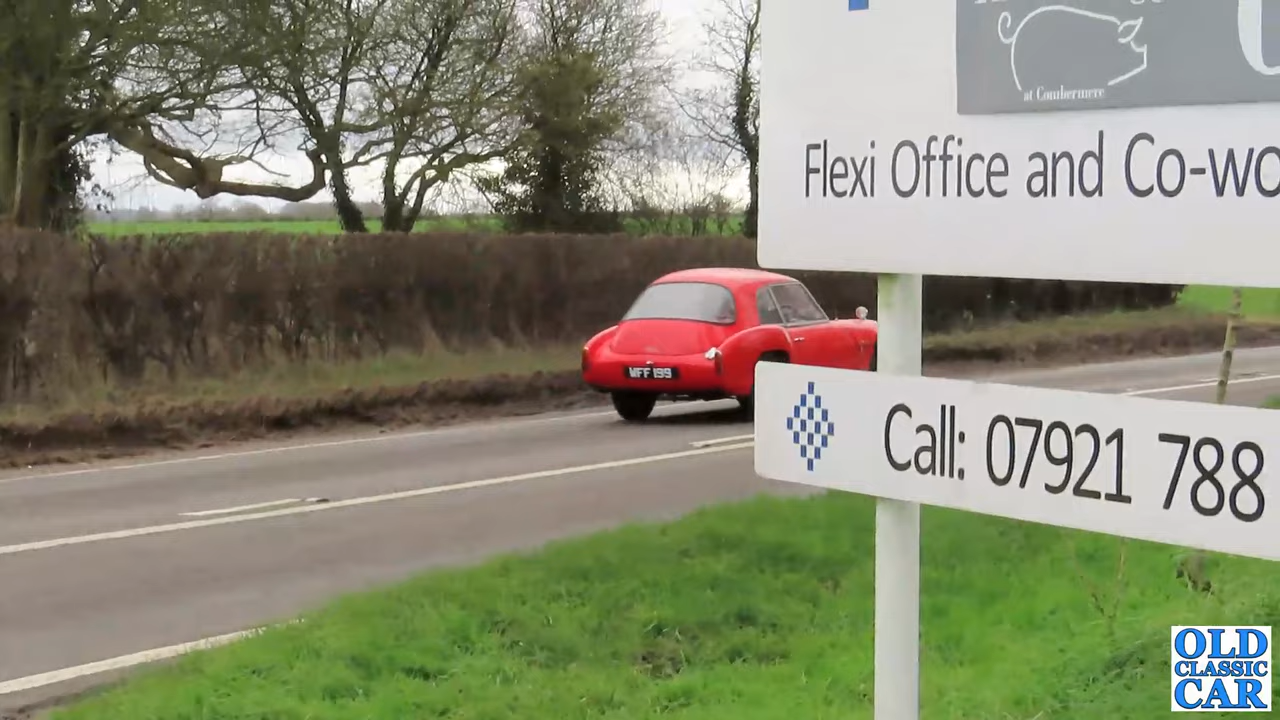 at Combermere
Flexi Office and Co-wo
Call: 07921 788
WFF 199
OLD
CLASSIC
CAR